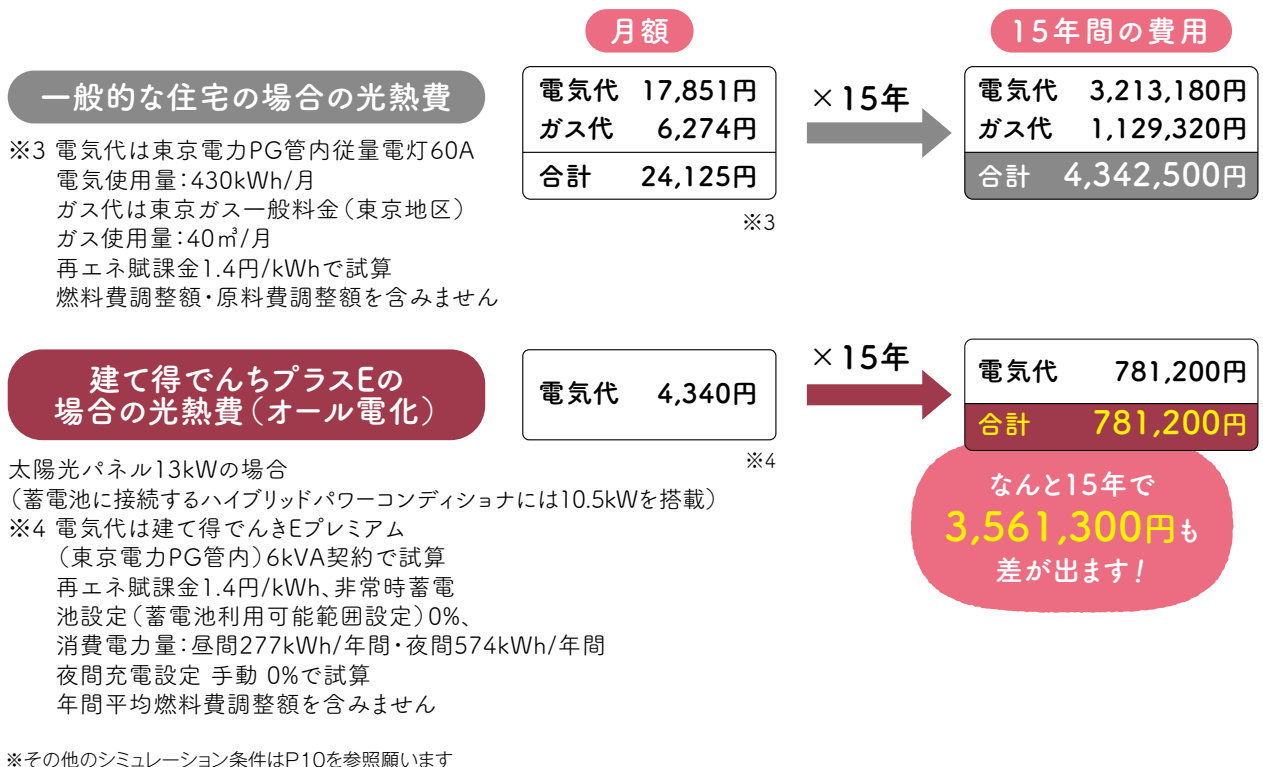 月額
15年間の費用
一般的な住宅の場合の光熱費
※3 電気代は東京電力PG管内従量電灯60A
電気使用量：430kWh/月
ガス代は東京ガス一般料金（東京地区）
ガス使用量：40㎥/月
再エネ賦課金1.4円/kWhで試算
燃料費調整額・原料費調整額を含みません
電気代 17,851円
ガス代 6,274円
合計 24,125円
※3
×15年
電気代 3,213,180円
ガス代 1,129,320円
合計 4,342,500円
建て得でんちプラスEの
場合の光熱費（オール電化）
電気代 4,340円
※4
×15年
電気代 781,200円
合計 781,200円
なんと15年で
3,561,300円も
差が出ます！
太陽光パネル13kWの場合
（蓄電池に接続するハイブリッドパワーコンディショナには10.5kWを搭載）
※4 電気代は建て得でんきEプレミアム
（東京電力PG管内）6kVA契約で試算
再エネ賦課金1.4円/kWh、非常時蓄電
池設定（蓄電池利用可能範囲設定）0%、
消費電力量：昼間277kWh/年間・夜間574kWh/年間
夜間充電設定 手動 0%で試算
年間平均燃料費調整額を含みません
※その他のシミュレーション条件はP10を参照願います